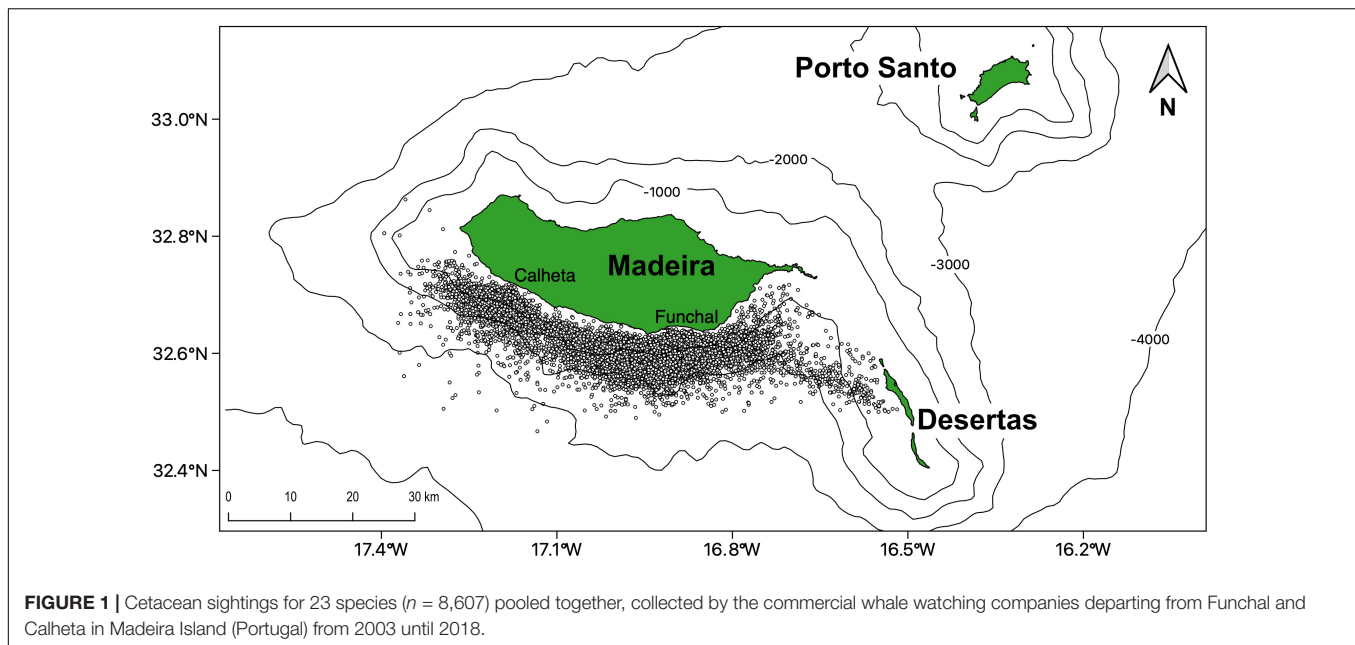 Porto Santo
N
33.0°N
-2000
-1000
32.8°N
Calheta
Madeira
-3000
Funchal
32.6°N
-4000
Desertas
32.4°N
0 10 20 30 km
17.4°W 17.1°W 16.8°W 16.5°W 16.2°W
FIGURE 1 | Cetacean sightings for 23 species (n = 8,607) pooled together, collected by the commercial whale watching companies departing from Funchal and
Calheta in Madeira Island (Portugal) from 2003 until 2018.